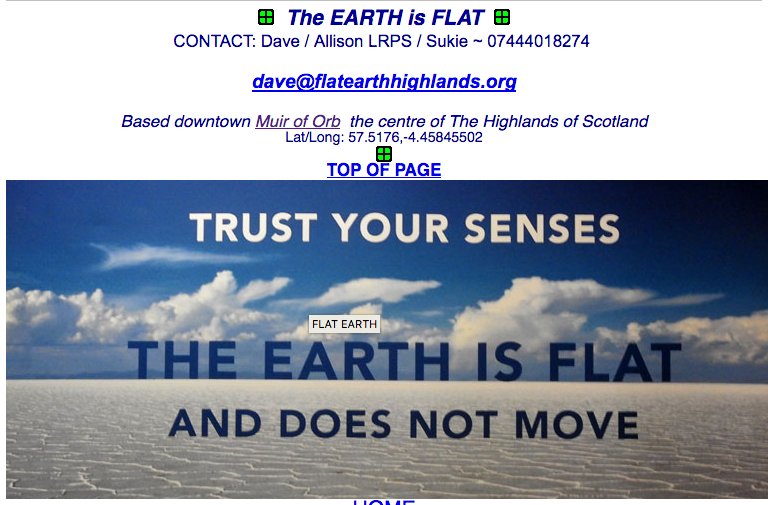 The EARTH is FLAT
CONTACT: Dave / Allison LRPS / Sukie ~ 07444018274
dave@flatearthhighlands.org
Based downtown Muir of Orb the centre of The Highlands of Scotland
Lat/Long: 57.5176,-4.45845502
TOP OF PAGE
TRUST YOUR SENSES
FLAT EARTH
THE EARTH IS FLAT
AND DOES NOT MOVE
HOME